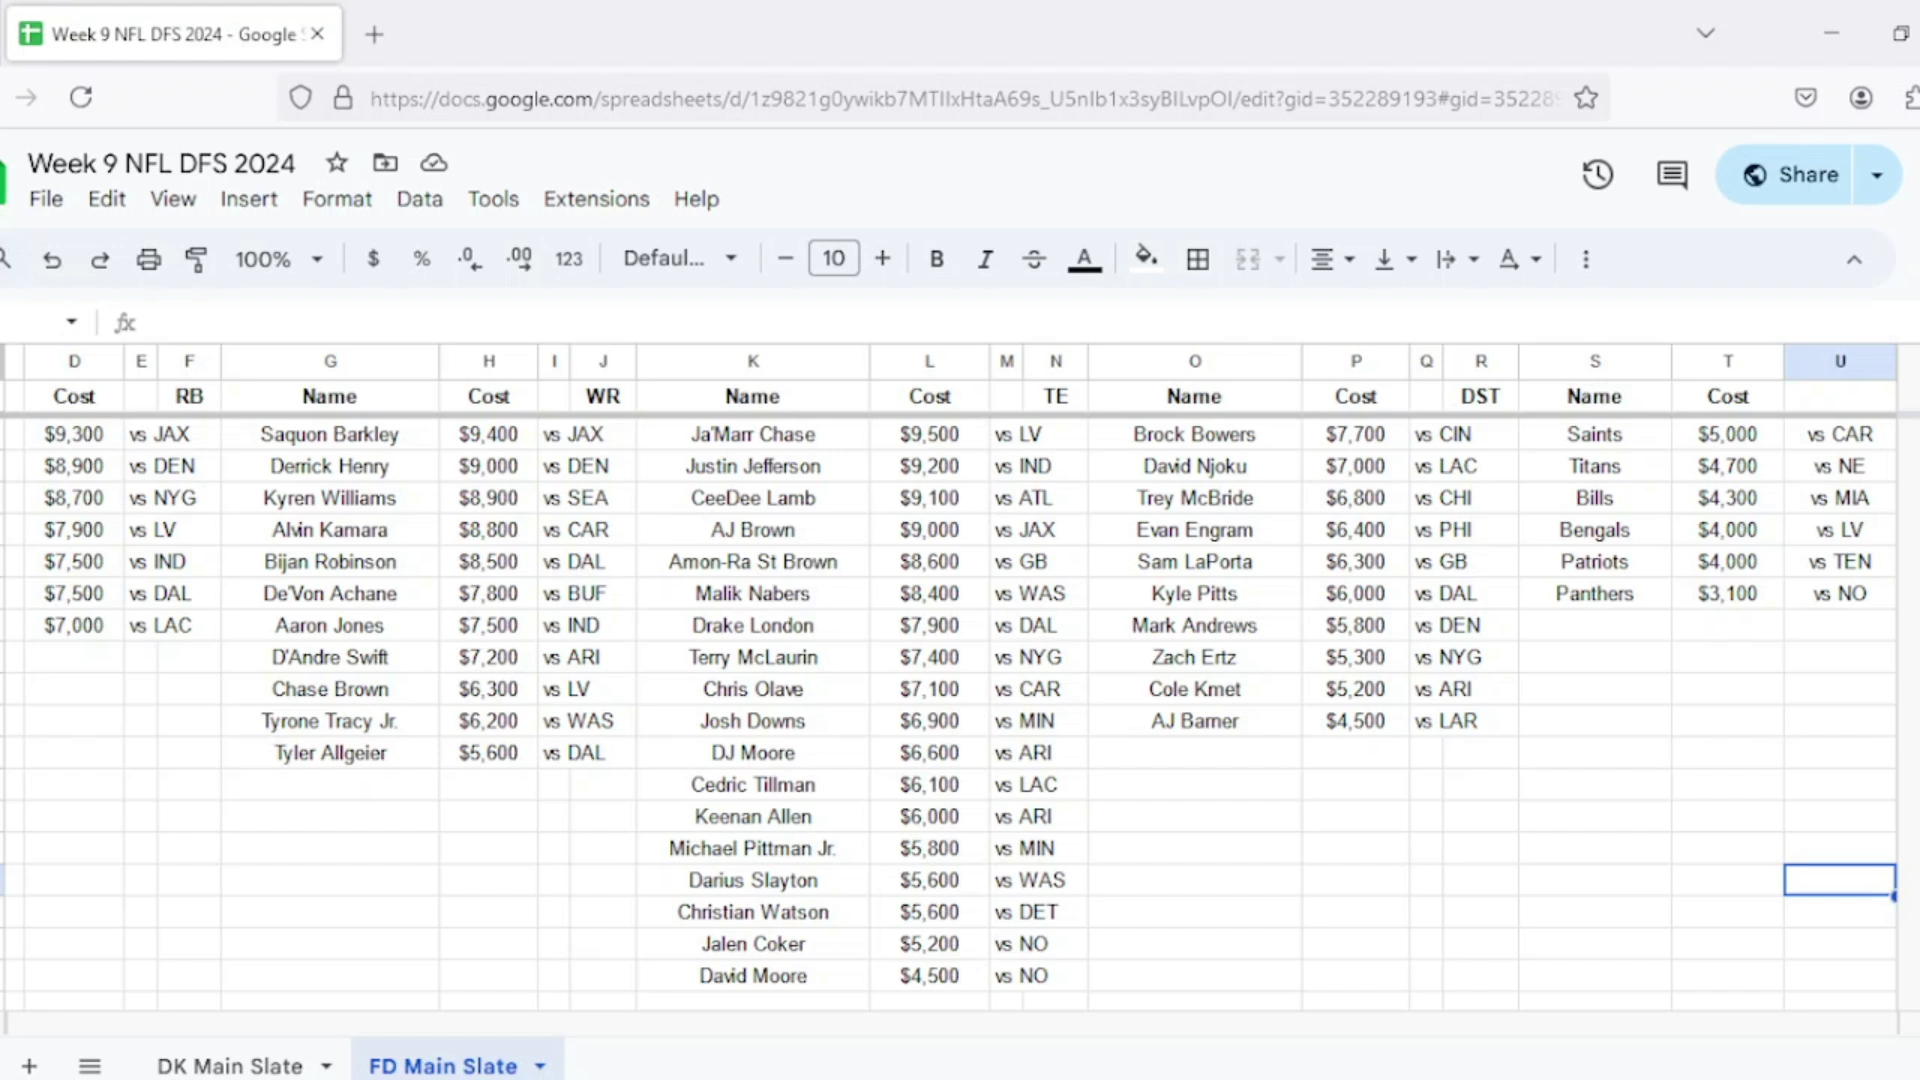 Week 9 NFL DFS 2024 - Google
https://docs.google.com/spreadsheets/d/1z9821g0ywikb7MTIIxHtaA69s_U5nIb1x3syBILvpOI/edit?gid=352289193#gid=35228
Week 9 NFL DFS 2024
Share
File Edit View Insert Format Data Tools Extensions Help
100% $ % .0 .00 123 Defaul... 10 B I A
fx
D E F G H I J K L M N O P Q R S T U
Cost RB Name Cost WR Name Cost TE Name Cost DST Name Cost
$9,300 vs JAX Saquon Barkley $9,400 vs JAX Ja'Marr Chase $9,500 vs LV Brock Bowers $7,700 vs CIN Saints $5,000 vs CAR
$8,900 vs DEN Derrick Henry $9,000 vs DEN Justin Jefferson $9,200 vs IND David Njoku $7,000 vs LAC Titans $4,700 vs NE
$8,700 vs NYG Kyren Williams $8,900 vs SEA CeeDee Lamb $9,100 vs ATL Trey McBride $6,800 vs CHI Bills $4,300 vs MIA
$7,900 vs LV Alvin Kamara $8,800 vs CAR AJ Brown $9,000 vs JAX Evan Engram $6,400 vs PHI Bengals $4,000 vs LV
$7,500 vs IND Bijan Robinson $8,500 vs DAL Amon-Ra St Brown $8,600 vs GB Sam LaPorta $6,300 vs GB Patriots $4,000 vs TEN
$7,500 vs DAL De'Von Achane $7,800 vs BUF Malik Nabers $8,400 vs WAS Kyle Pitts $6,000 vs DAL Panthers $3,100 vs NO
$7,000 vs LAC Aaron Jones $7,500 vs IND Drake London $7,900 vs DAL Mark Andrews $5,800 vs DEN
D'Andre Swift $7,200 vs ARI Terry McLaurin $7,400 vs NYG Zach Ertz $5,300 vs NYG
Chase Brown $6,300 vs LV Chris Olave $7,100 vs CAR Cole Kmet $5,200 vs ARI
Tyrone Tracy Jr. $6,200 vs WAS Josh Downs $6,900 vs MIN AJ Barner $4,500 vs LAR
Tyler Allgeier $5,600 vs DAL DJ Moore $6,600 vs ARI
Cedric Tillman $6,100 vs LAC
Keenan Allen $6,000 vs ARI
Michael Pittman Jr. $5,800 vs MIN
Darius Slayton $5,600 vs WAS
Christian Watson $5,600 vs DET
Jalen Coker $5,200 vs NO
David Moore $4,500 vs NO
DK Main Slate FD Main Slate